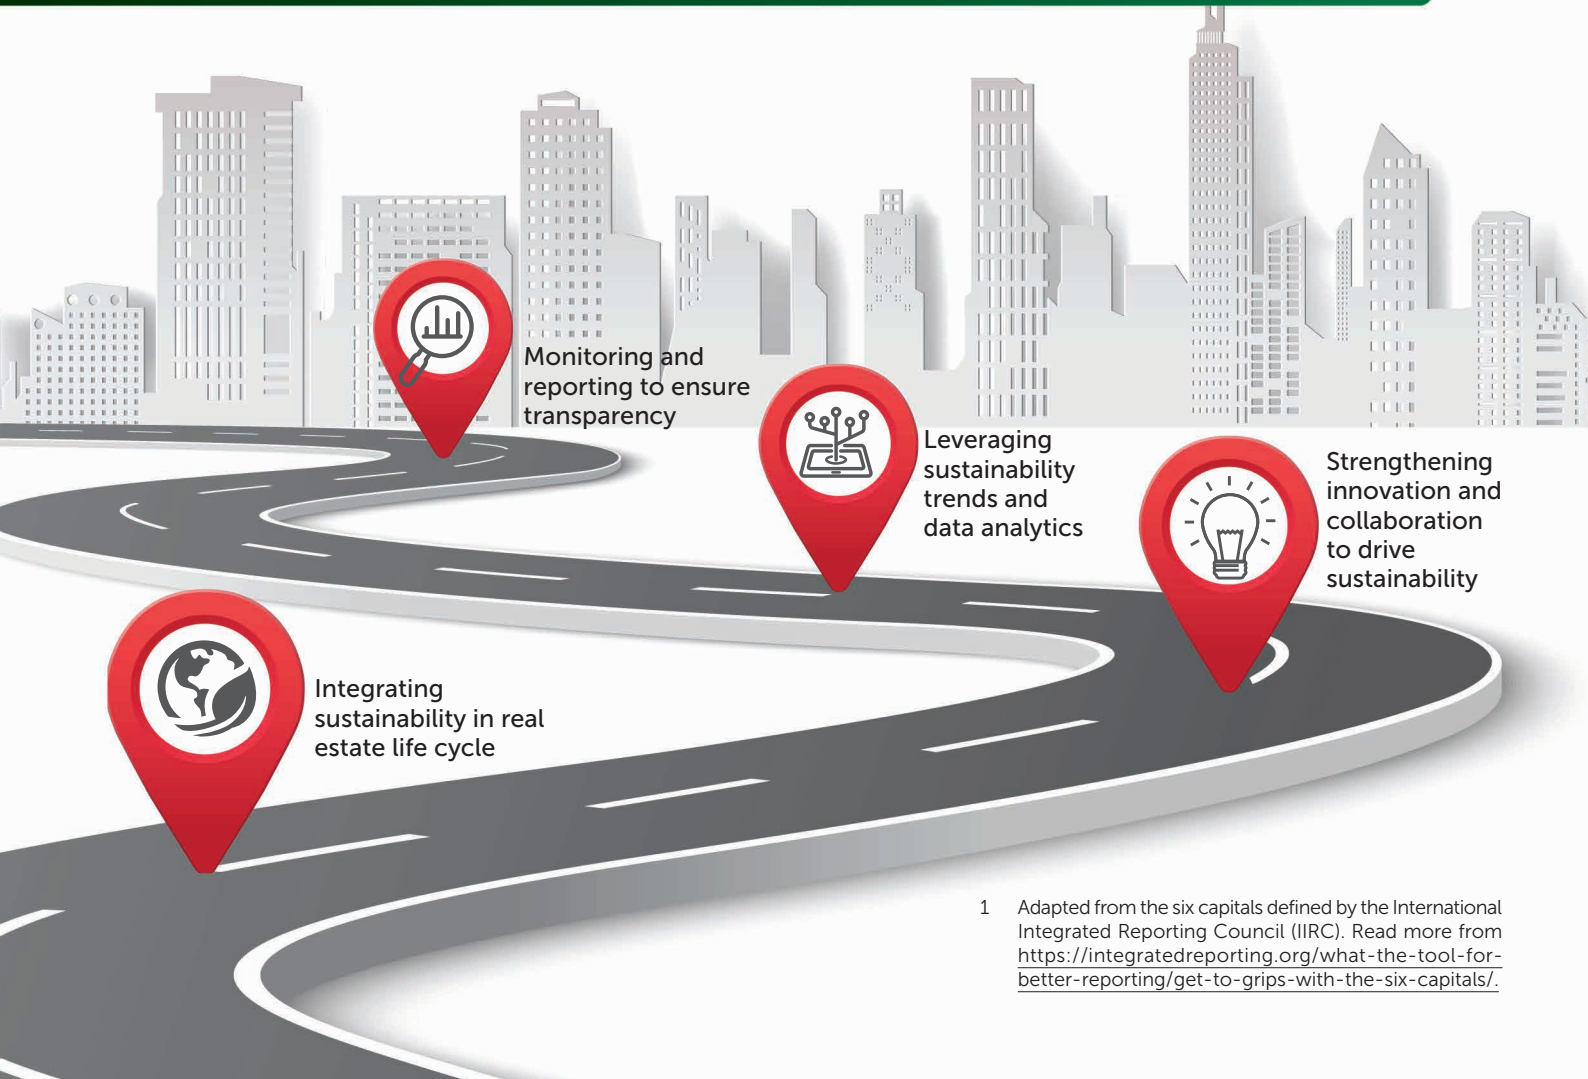 Monitoring and
reporting to ensure
transparency
Leveraging
sustainability
trends and
data analytics
Strengthening
innovation and
collaboration
to drive
sustainability
Integrating
sustainability in real
estate life cycle
1 Adapted from the six capitals defined by the International
Integrated Reporting Council (IIRC). Read more from
https://integratedreporting.org/what-the-tool-for-
better-reporting/get-to-grips-with-the-six-capitals/.